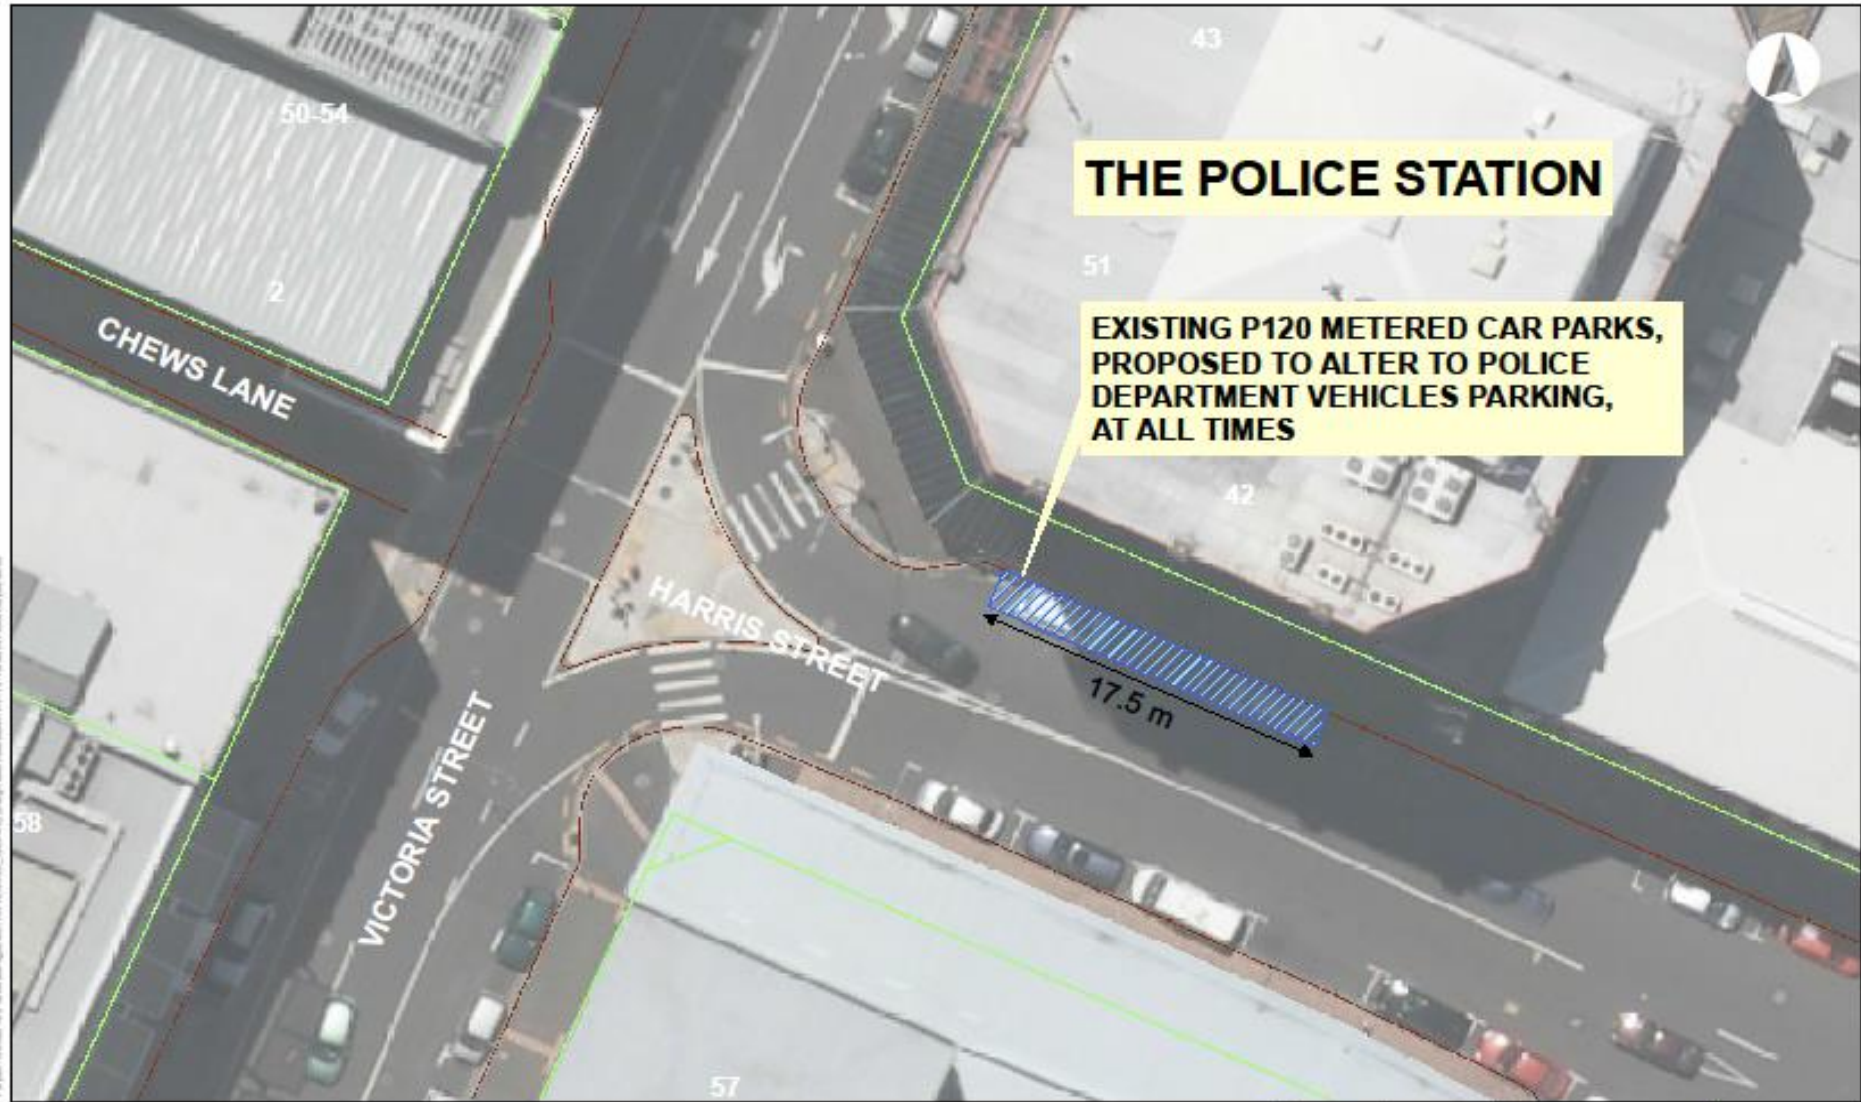 43
50-54
THE POLICE STATION
51
2
EXISTING P120 METERED CAR PARKS,
PROPOSED TO ALTER TO POLICE
DEPARTMENT VEHICLES PARKING,
AT ALL TIMES
CHEWS LANE
42
HARRIS STREET
17.5 m
VICTORIA STREET
58
57